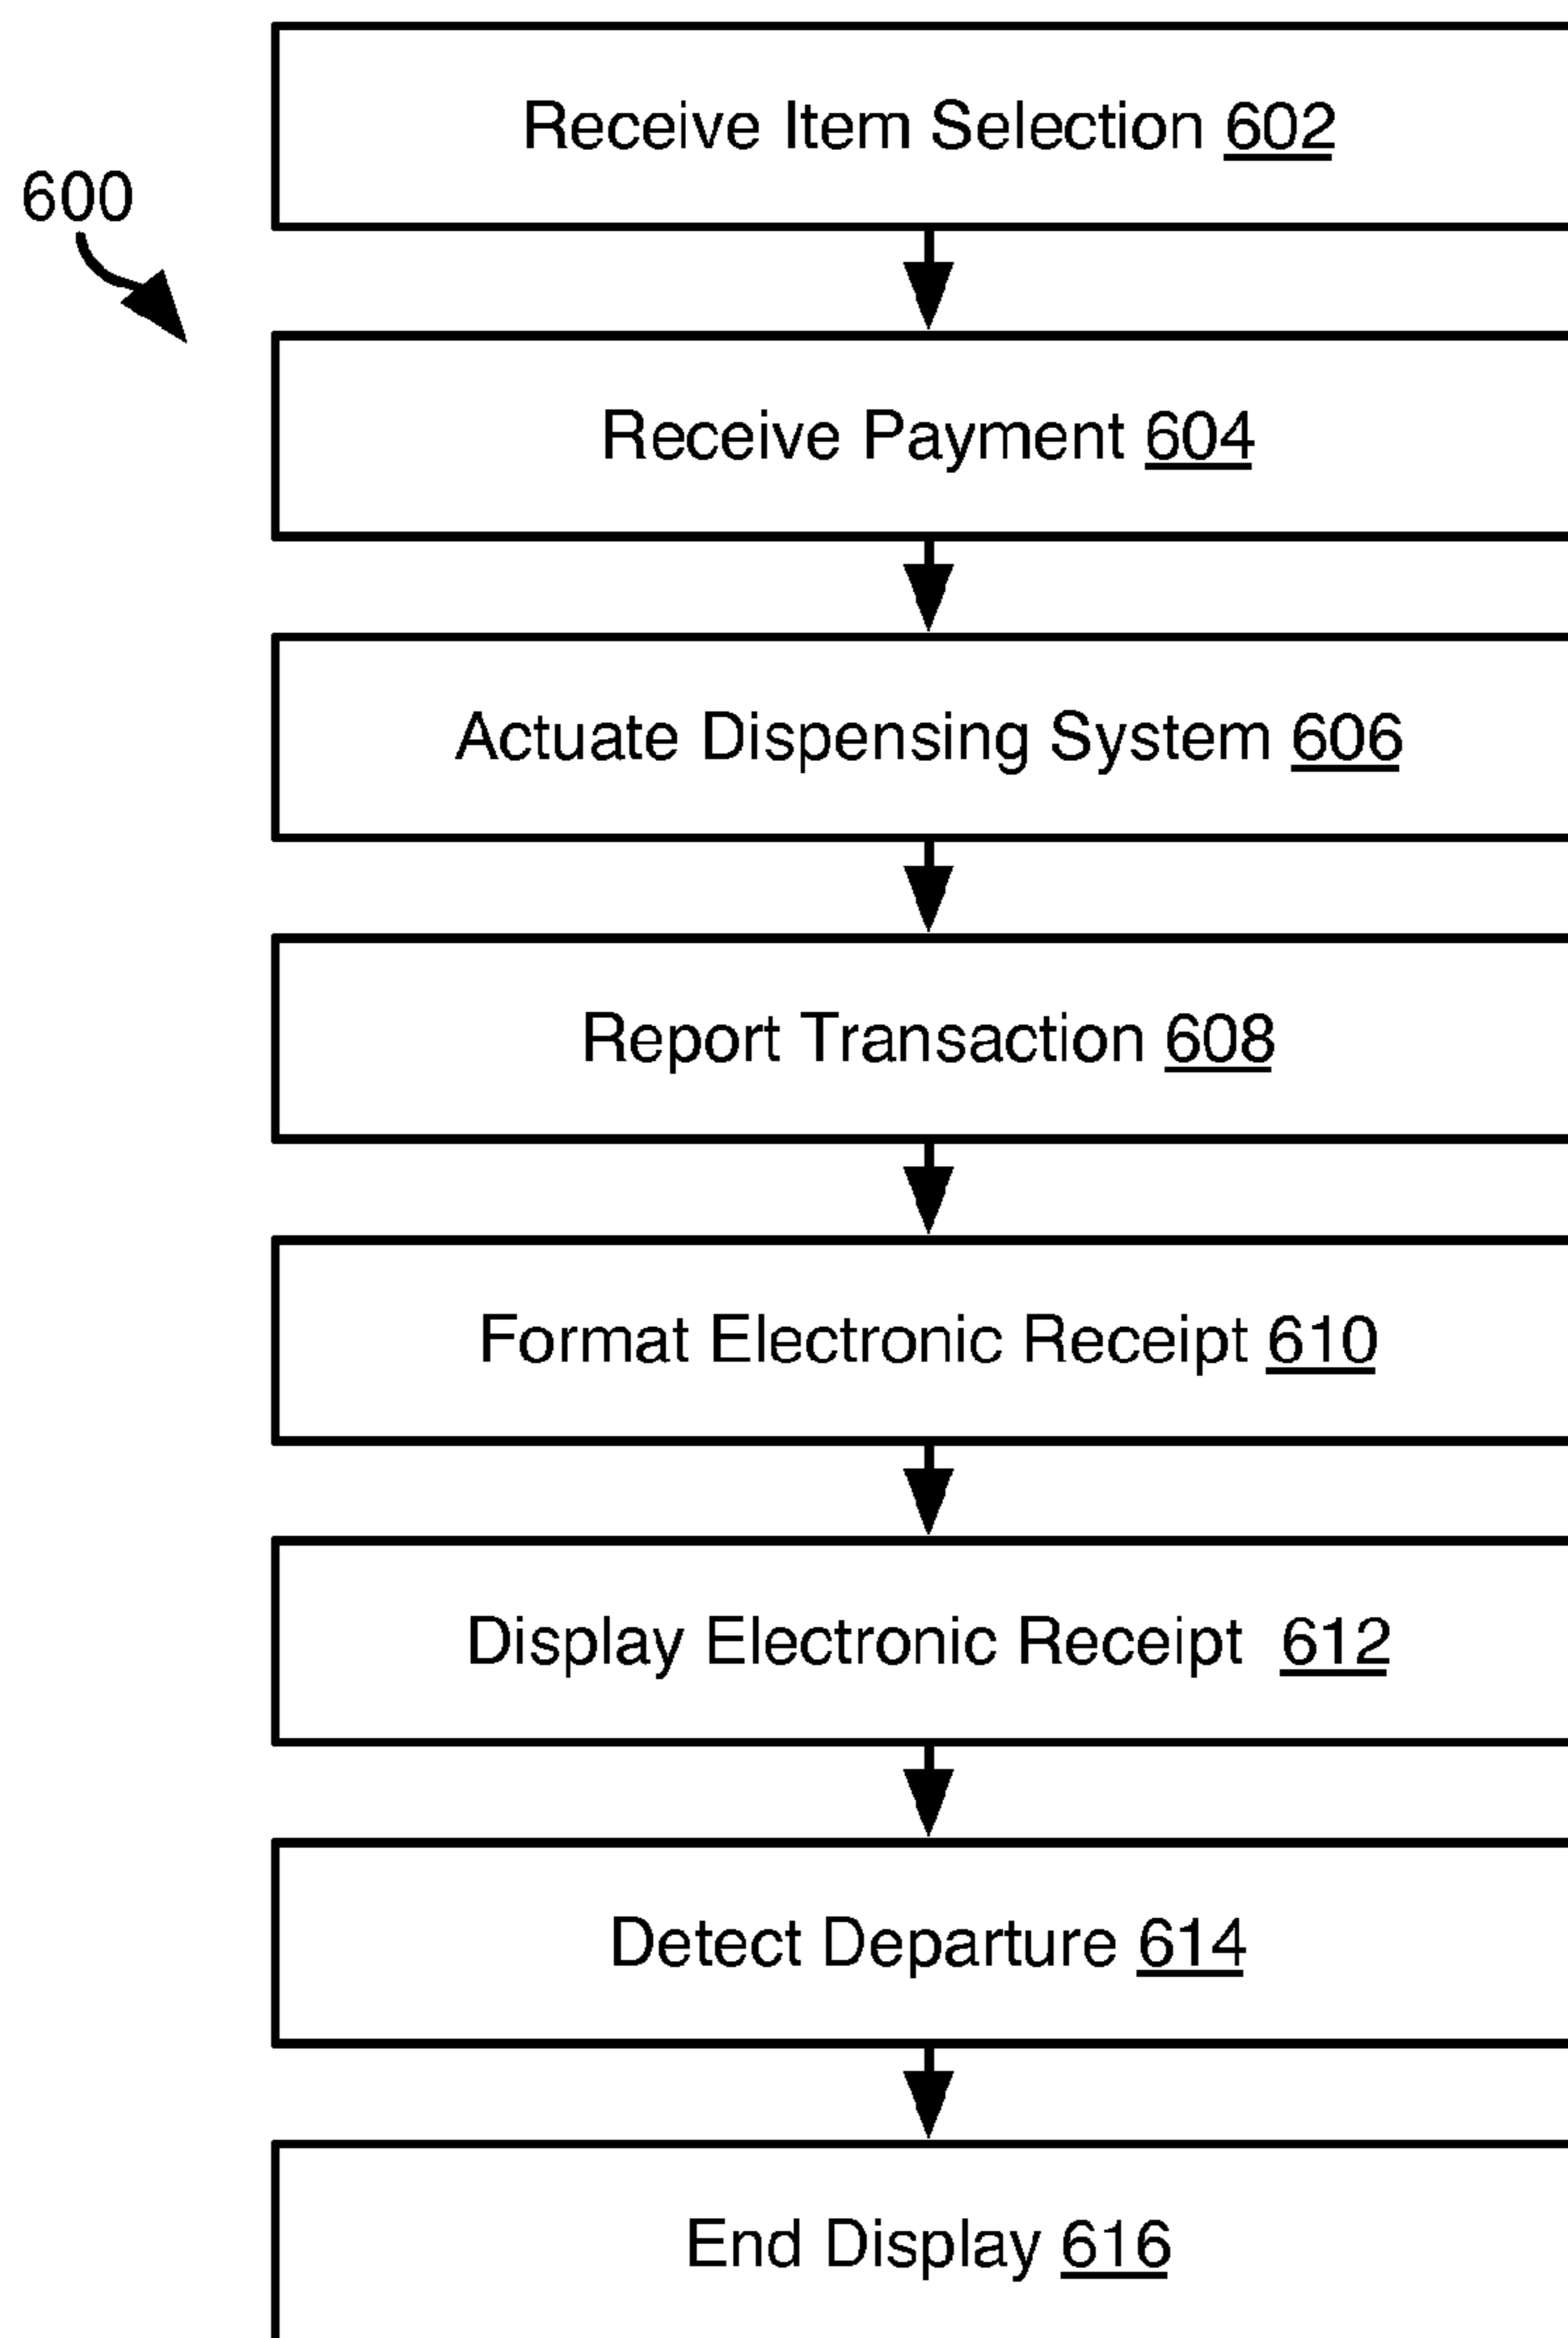 Receive Item Selection 602
600
Receive Payment 604
Actuate Dispensing System 606
Report Transaction 608
Format Electronic Receipt 610
Display Electronic Receipt 612
Detect Departure 614
End Display 616